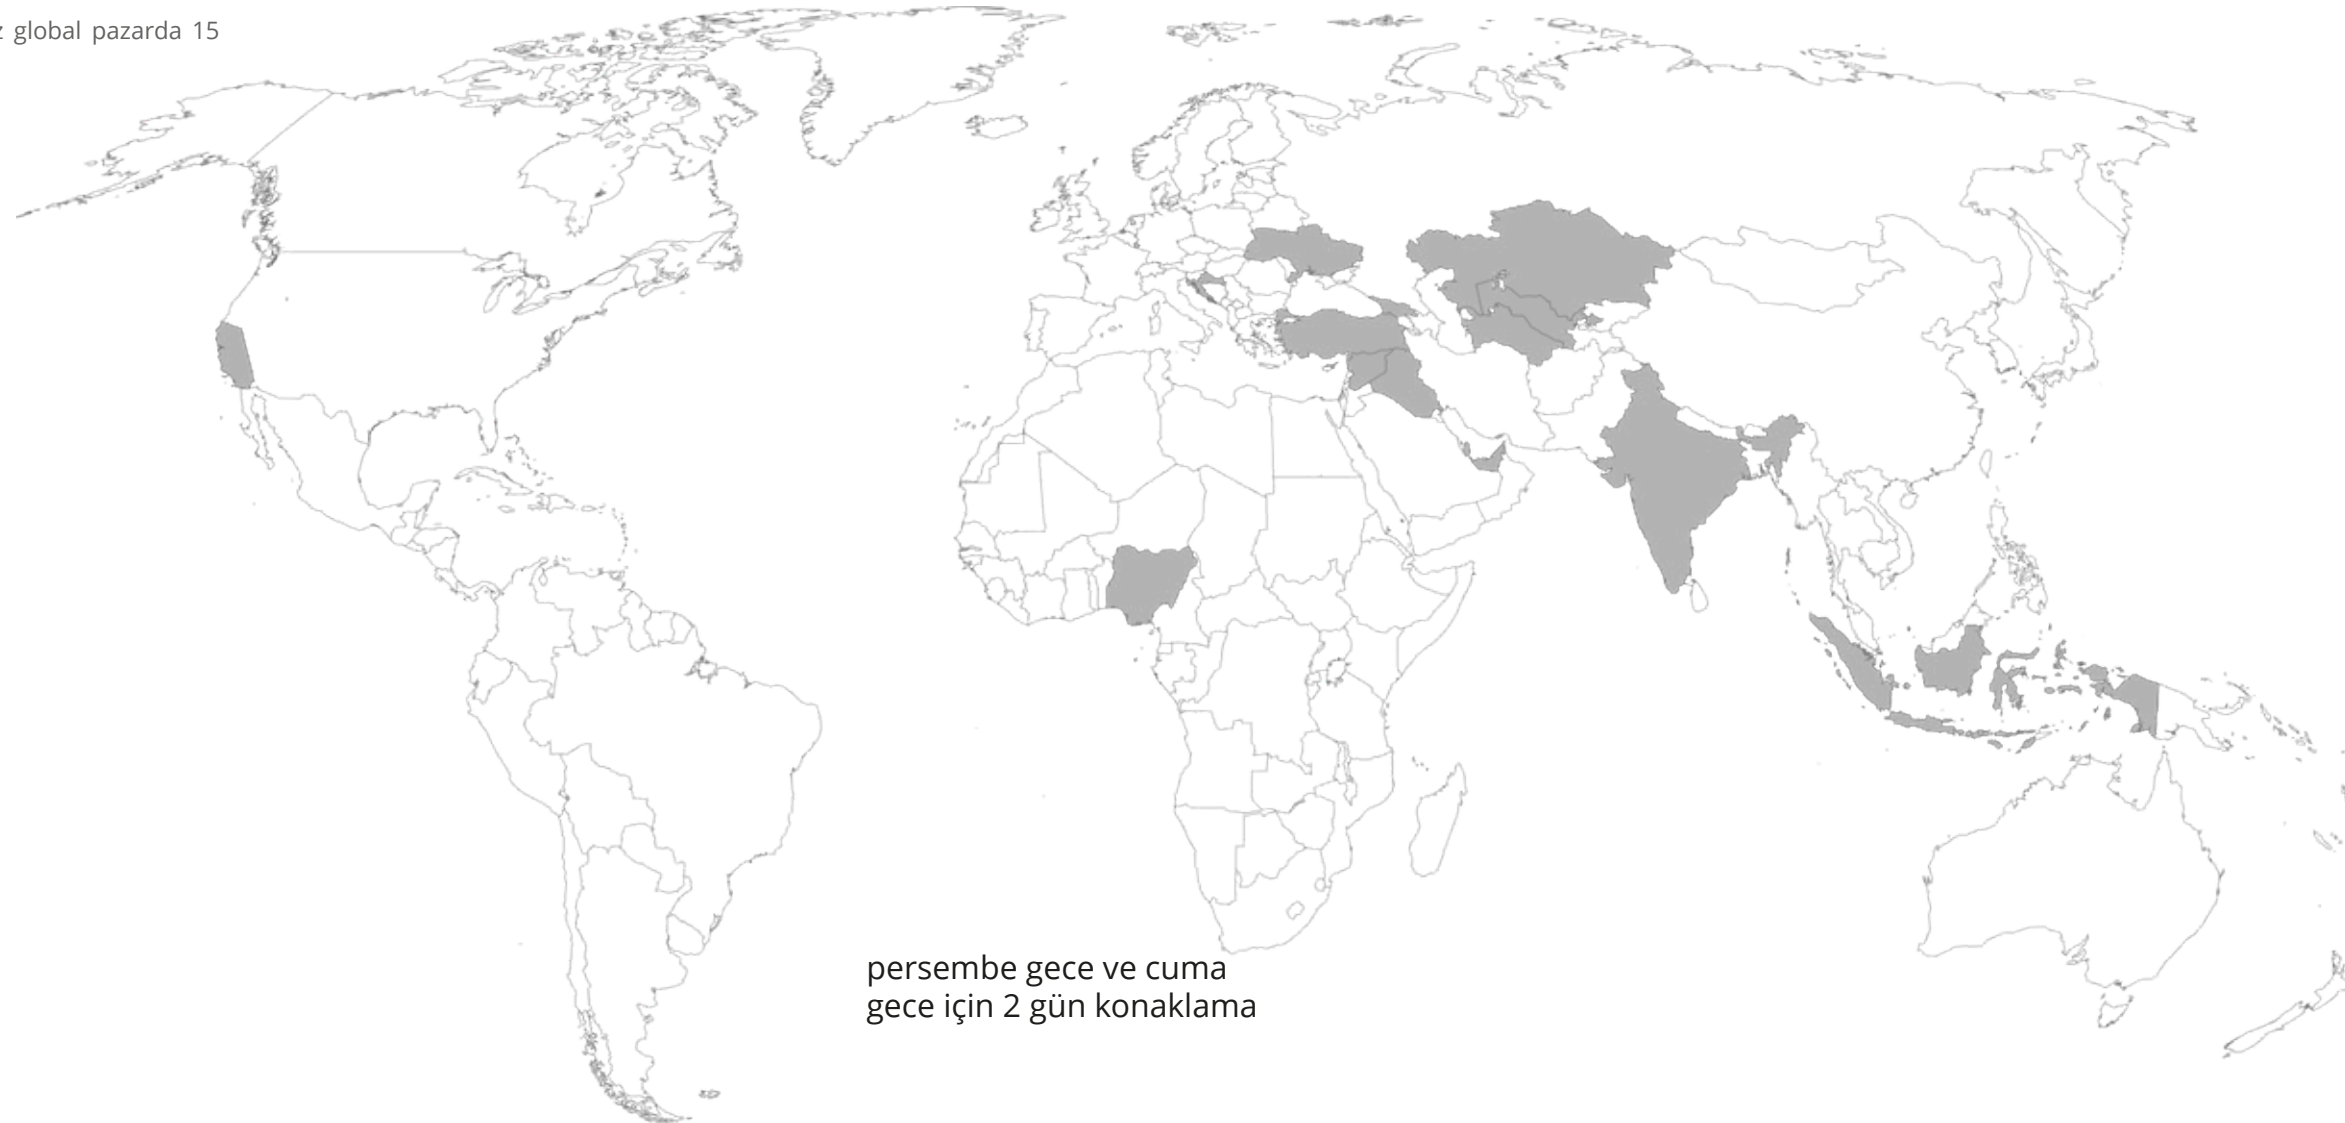 global pazarda 15
persembe gece ve cuma
gece için 2 gün konaklama